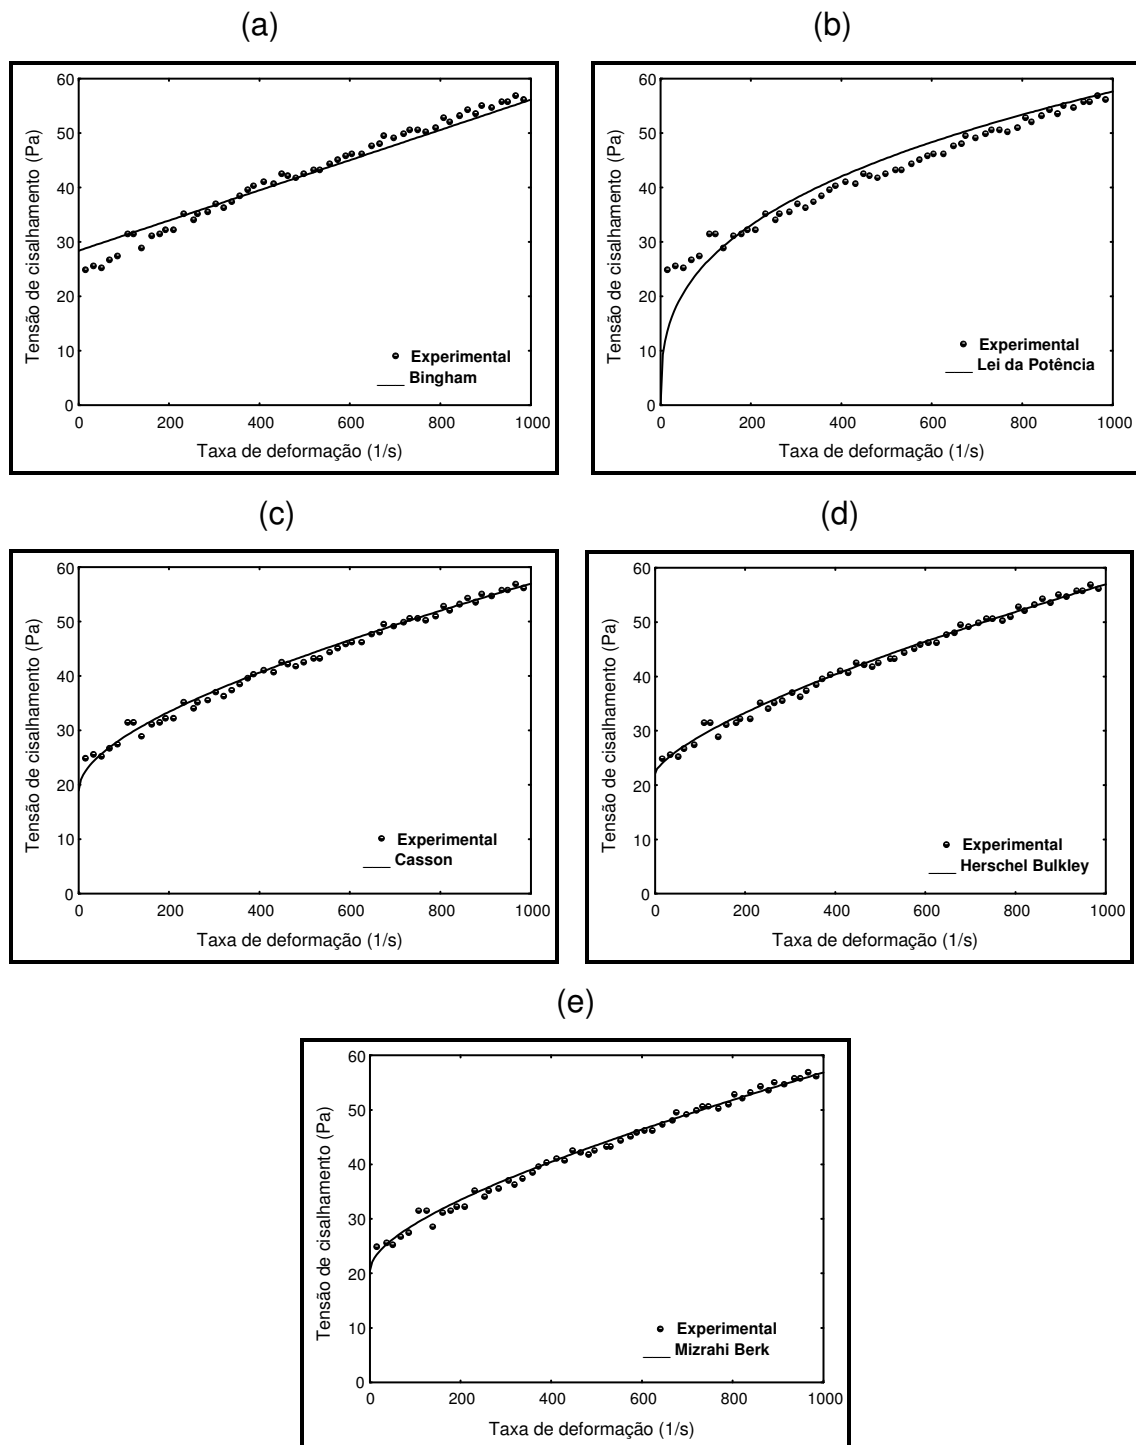 (a)
(b)
Tensão de cisalhamento (Pa)
60
50
40
30
20
10
0
0 200 400 600 800 1000
Taxa de deformação (1/s)
Experimental
Bingham
Tensão de cisalhamento (Pa)
60
50
40
30
20
10
0
0 200 400 600 800 1000
Taxa de deformação (1/s)
Experimental
Lei da Potência
(c)
(d)
Tensão de cisalhamento (Pa)
60
50
40
30
20
10
0
0 200 400 600 800 1000
Taxa de deformação (1/s)
Experimental
Casson
Tensão de cisalhamento (Pa)
60
50
40
30
20
10
0
0 200 400 600 800 1000
Taxa de deformação (1/s)
Experimental
Herschel Bulkley
(e)
Tensão de cisalhamento (Pa)
60
50
40
30
20
10
0
0 200 400 600 800 1000
Taxa de deformação (1/s)
Experimental
Mizrahi Berk